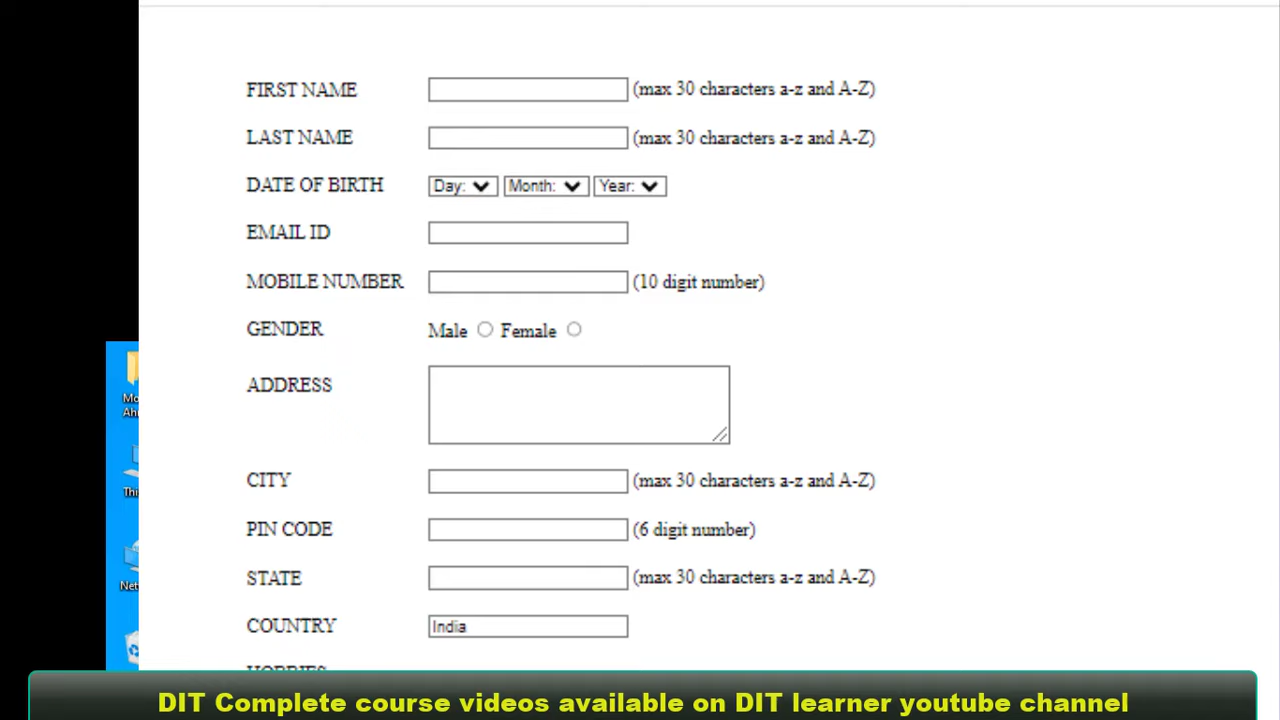 FIRST NAME (max 30 characters a-z and A-Z)
LAST NAME (max 30 characters a-z and A-Z)
DATE OF BIRTH Day: Month: Year:
EMAIL ID
MOBILE NUMBER (10 digit number)
GENDER Male Female
ADDRESS
CITY (max 30 characters a-z and A-Z)
PIN CODE (6 digit number)
STATE (max 30 characters a-z and A-Z)
COUNTRY India
HOBBIES
DIT Complete course videos available on DIT learner youtube channel